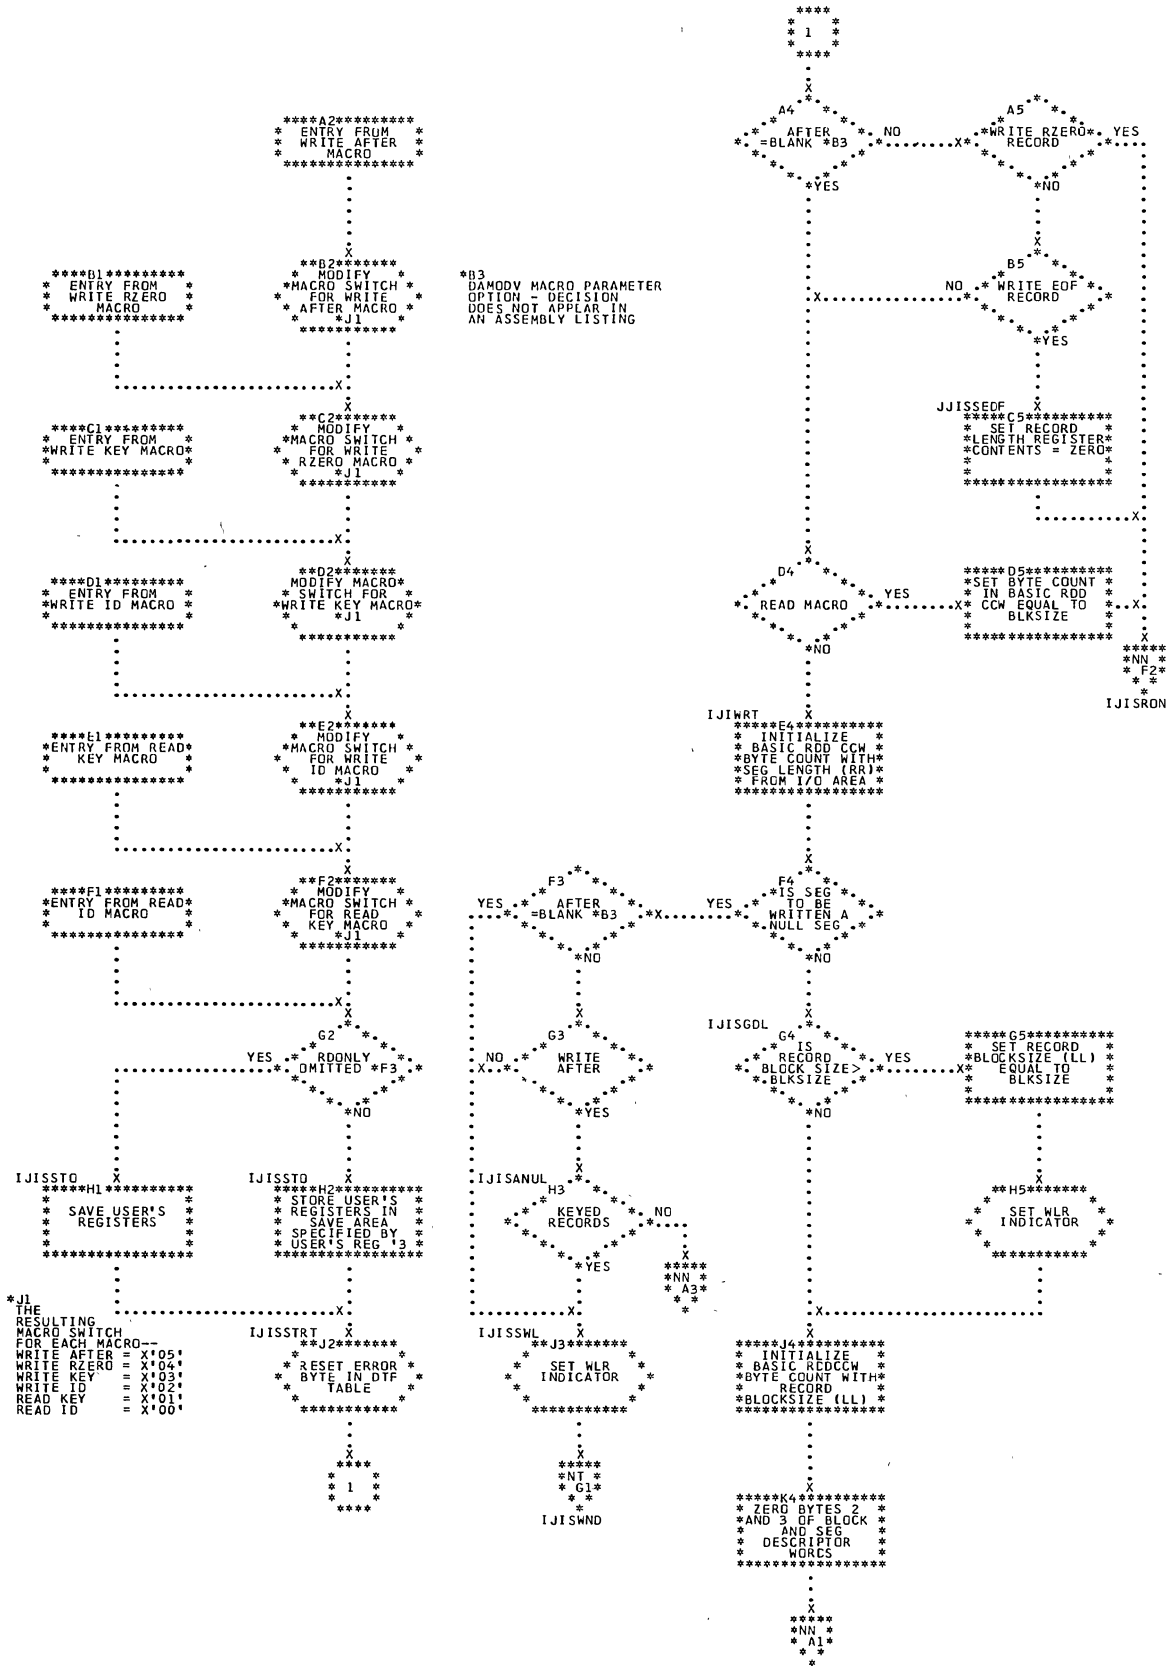 1
A2
ENTRY FROM
WRITE AFTER
MACRO
B1
ENTRY FROM
WRITE RZERO
MACRO
B2
MODIFY
MACRO SWITCH
FOR WRITE
AFTER MACRO
*J1
*B3
DAMODV MACRO PARAMETER
OPTION - DECISION
DOES NOT APPLAR IN
AN ASSEMBLY LISTING
C1
ENTRY FROM
WRITE KEY MACRO
C2
MODIFY
MACRO SWITCH
FOR WRITE
RZERO MACRO
*J1
D1
ENTRY FROM
WRITE ID MACRO
D2
MODIFY MACRO
SWITCH FOR
WRITE KEY MACRO
*J1
E1
ENTRY FROM READ
KEY MACRO
E2
MODIFY
MACRO SWITCH
FOR WRITE
ID MACRO
*J1
F1
ENTRY FROM READ
ID MACRO
F2
MODIFY
MACRO SWITCH
FOR READ
KEY MACRO
*J1
G2
RDONLY
OMITTED *F3
YES
NO
IJISSTO
H1
SAVE USER'S
REGISTERS
IJISSTO
H2
STORE USER'S
REGISTERS IN
SAVE AREA
SPECIFIED BY
USER'S REG '3
*J1
THE
RESULTING
MACRO SWITCH
FOR EACH MACRO--
WRITE AFTER = X'05'
WRITE RZERO = X'04'
WRITE KEY = X'03'
WRITE ID = X'02'
READ KEY = X'01'
READ ID = X'00'
IJISSTRT
J2
RESET ERROR
BYTE IN DTF
TABLE
1
A4
AFTER
=BLANK *B3
NO
YES
A5
WRITE RZERO
RECORD
YES
NO
B5
WRITE EOF
RECORD
NO
YES
JJISSEDF
C5
SET RECORD
LENGTH REGISTER
CONTENTS = ZERO
D4
READ MACRO
YES
NO
D5
SET BYTE COUNT
IN BASIC RDD
CCW EQUAL TO
BLKSIZE
NN
F2
IJISRON
IJIWRT
E4
INITIALIZE
BASIC RDD CCW
BYTE COUNT WITH
SEG LENGTH (RR)
FROM I/O AREA
F3
AFTER
=BLANK *B3
YES
NO
F4
IS SEG
TO BE
WRITTEN A
NULL SEG
YES
NO
G3
WRITE
AFTER
NO
YES
IJISGDL
G4
IS
RECORD
BLOCK SIZE>
BLKSIZE
YES
NO
G5
SET RECORD
BLOCKSIZE (LL)
EQUAL TO
BLKSIZE
IJISANUL
H3
KEYED
RECORDS
NO
YES
NN
A3
H5
SET WLR
INDICATOR
IJISSWL
J3
SET WLR
INDICATOR
NT
G1
IJISWND
J4
INITIALIZE
BASIC RDDCCW
BYTE COUNT WITH
RECORD
BLOCKSIZE (LL)
K4
ZERO BYTES 2
AND 3 OF BLOCK
AND SEG
DESCRIPTOR
WORDS
NN
A1